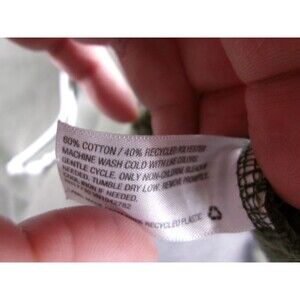 60% COTTON / 40% RECYCLED POLYESTER
MACHINE WASH COLD WITH LIKE COLORS
GENTLE CYCLE. ONLY NON-CHLORINE BLEACH
NEEDED. TUMBLE DRY LOW. REMOVE PROMPTLY.
IRON IF NEEDED.
RECYCLED PLASTIC